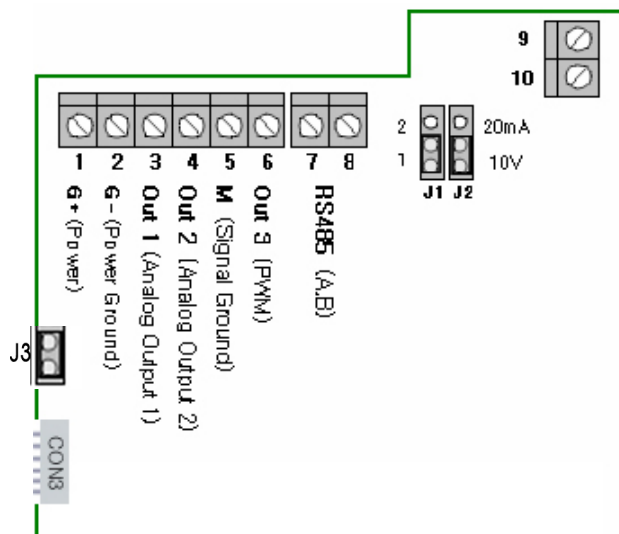 9
10
1 2 3 4 5 6 7 8
2 20mA
1 10V
J1 J2
G+ (Power)
G- (Power Ground)
Out 1 (Analog Output 1)
Out 2 (Analog Output 2)
M (Signal Ground)
Out 3 (PWM)
RS485 (A,B)
J3
CON3